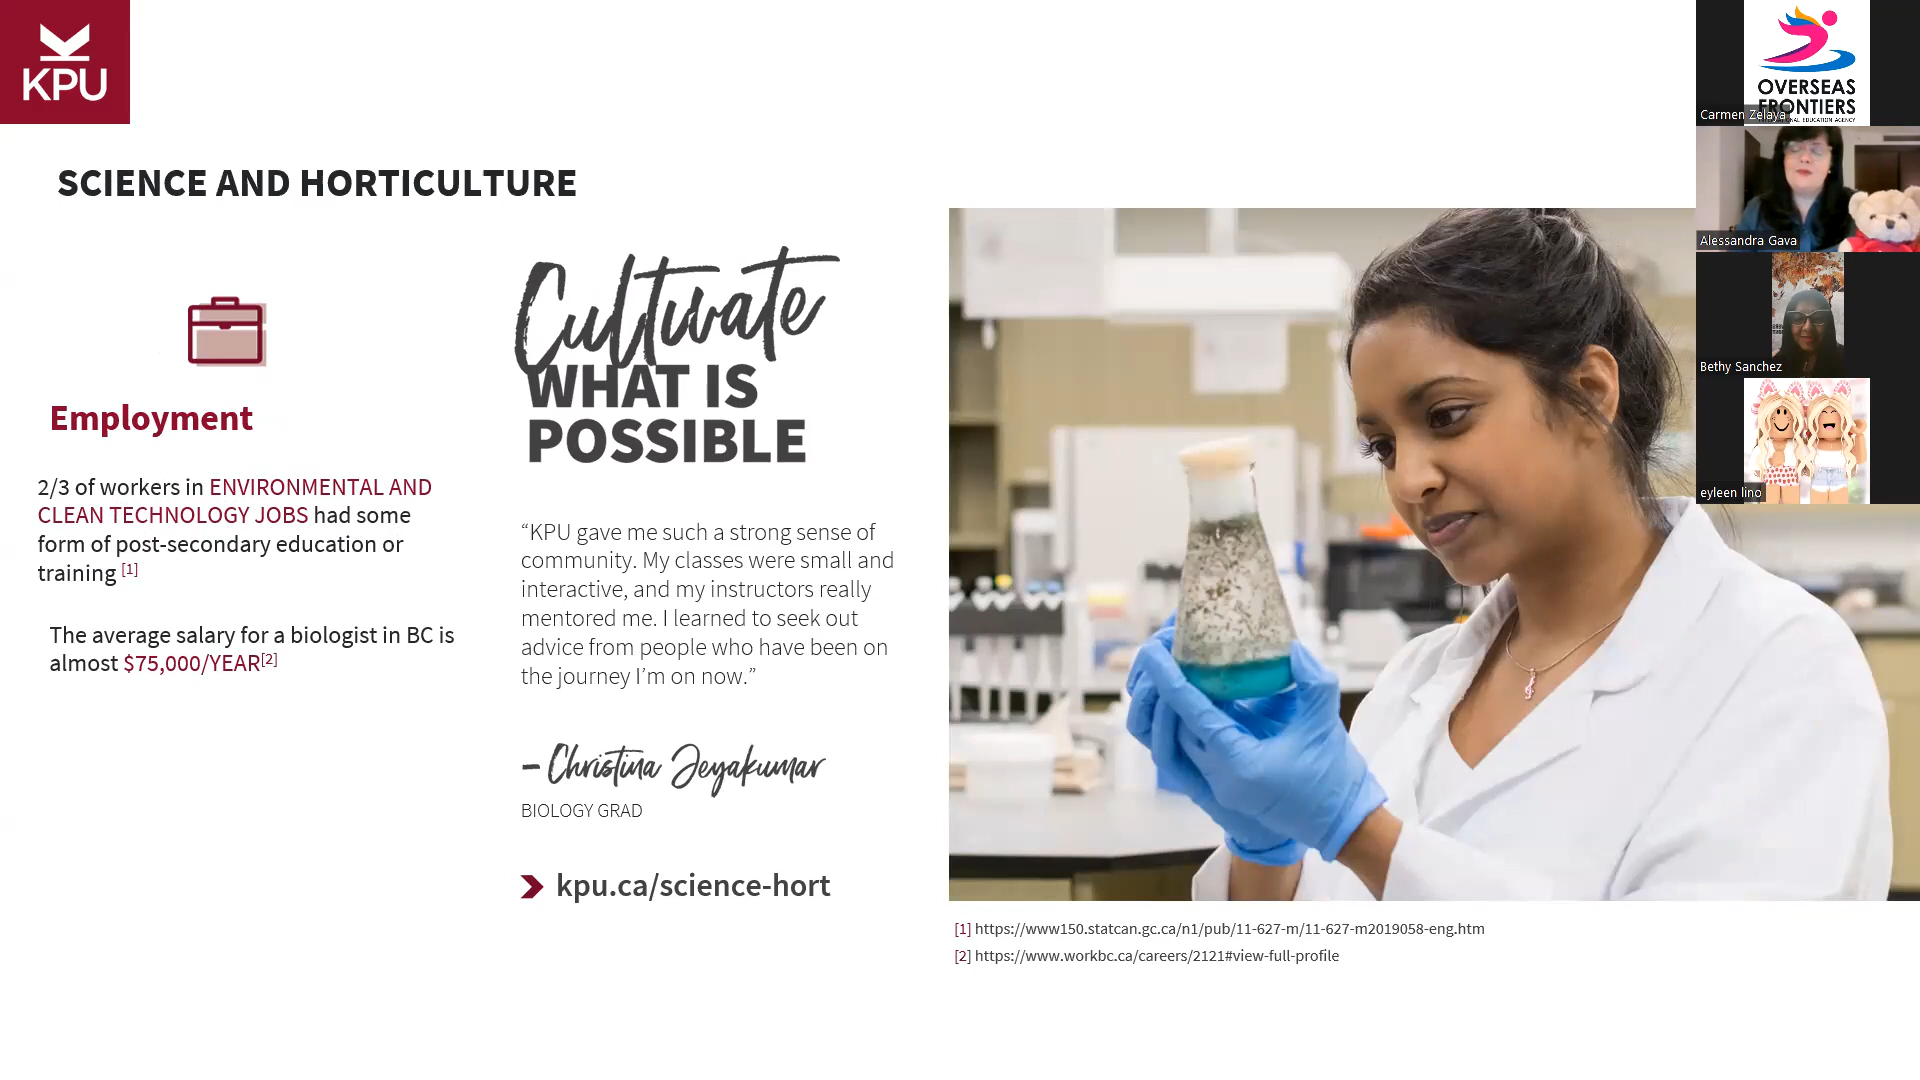 KPU
SCIENCE AND HORTICULTURE
Employment
2/3 of workers in ENVIRONMENTAL AND
CLEAN TECHNOLOGY JOBS had some
form of post-secondary education or
training [1]
The average salary for a biologist in BC is
almost $75,000/YEAR[2]
Cultivate
WHAT IS
POSSIBLE
“KPU gave me such a strong sense of
community. My classes were small and
interactive, and my instructors really
mentored me. I learned to seek out
advice from people who have been on
the journey I’m on now.”
– Christina Jeyakumar
BIOLOGY GRAD
kpu.ca/science-hort
[1] https://www150.statcan.gc.ca/n1/pub/11-627-m/11-627-m2019058-eng.htm
[2] https://www.workbc.ca/careers/2121#view-full-profile
OVERSEAS
FRONTIERS
EDUCATION AGENCY
Carmen Zelaya
Alessandra Gava
Bethy Sanchez
eyleen lino